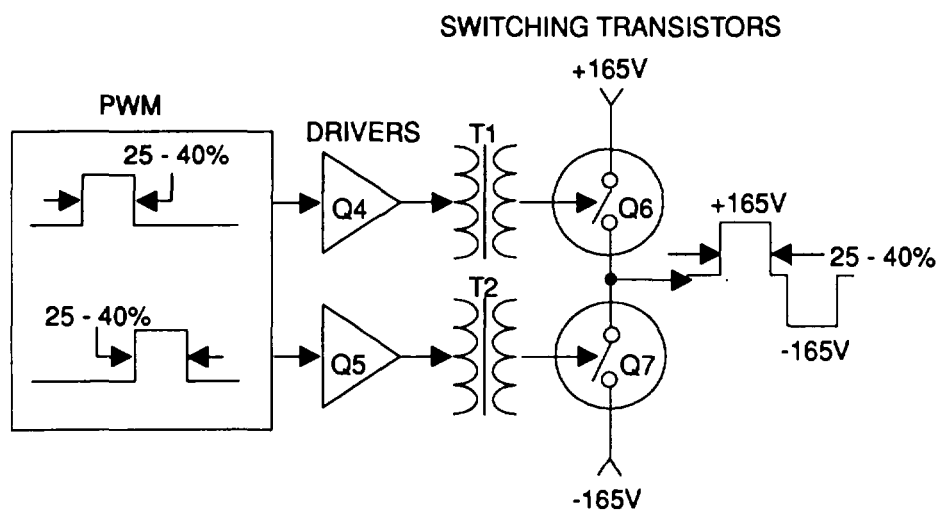 SWITCHING TRANSISTORS
+165V
PWM
DRIVERS
T1
25 - 40%
Q4
Q6
+165V
25 - 40%
T2
25 - 40%
Q5
Q7
-165V
-165V